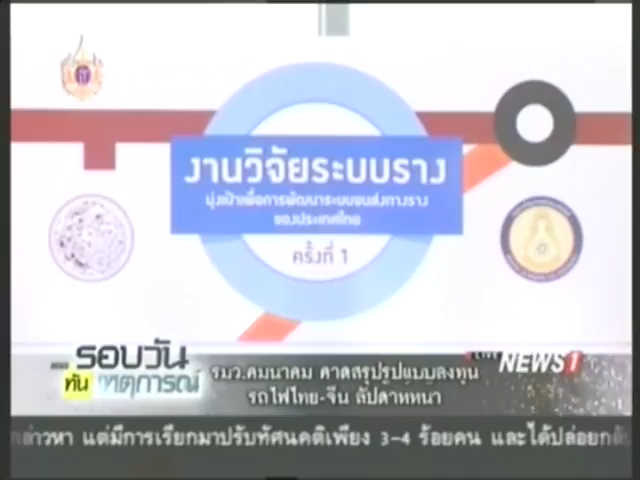 งานวิจัยระบบราง
มุ่งเป้าเพื่อการพัฒนาระบบขนส่งทางราง
ของประเทศไทย
ครั้งที่ 1
รอบวัน
ทัน เหตุการณ์
รมว.คมนาคม คาดสรุปรูปแบบลงทุน
รถไฟไทย-จีน สัปดาห์หน้า
LIVE NEWS1
กล่าวหา แต่มีการเรียกมาปรับทัศนคติเพียง 3-4 ร้อยคน และได้ปล่อยกลับ